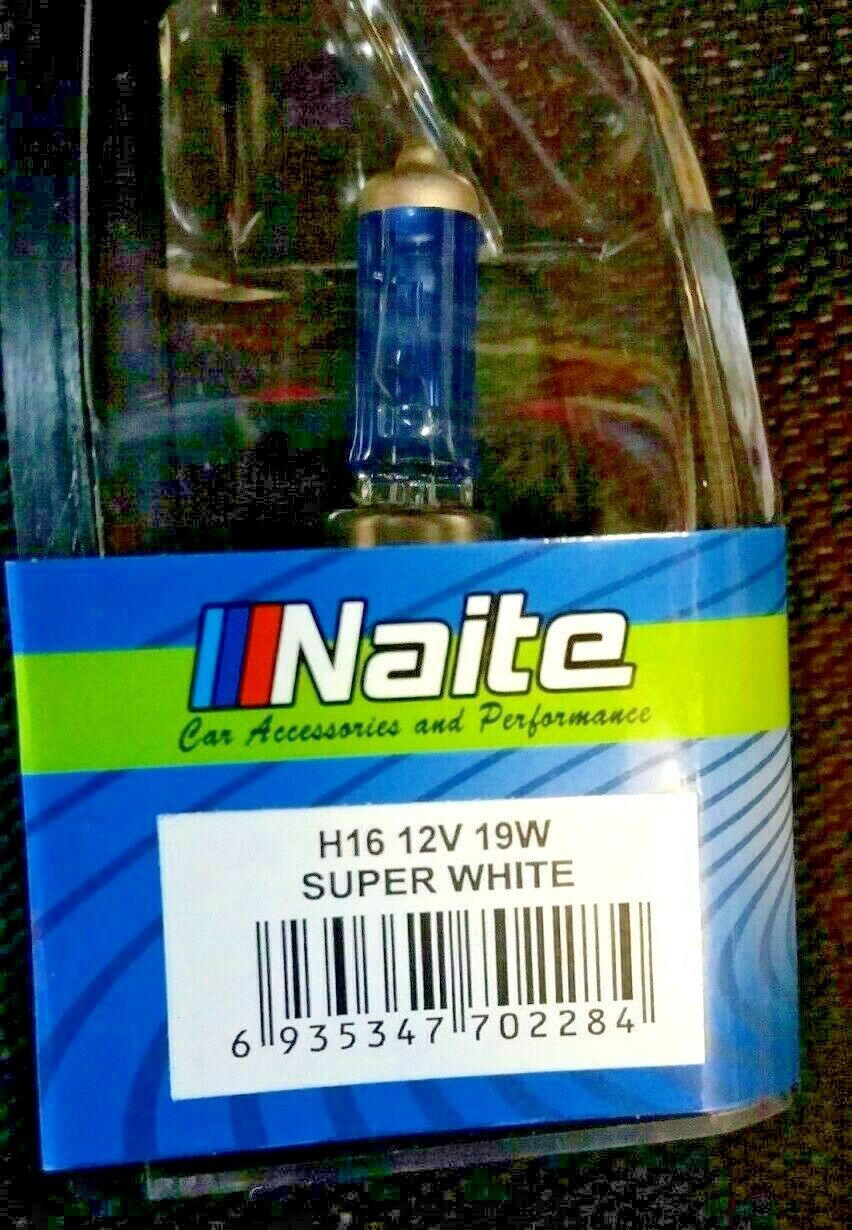 Naite
Car Accessories and Performance
H16 12V 19W
SUPER WHITE
6 935347 702284